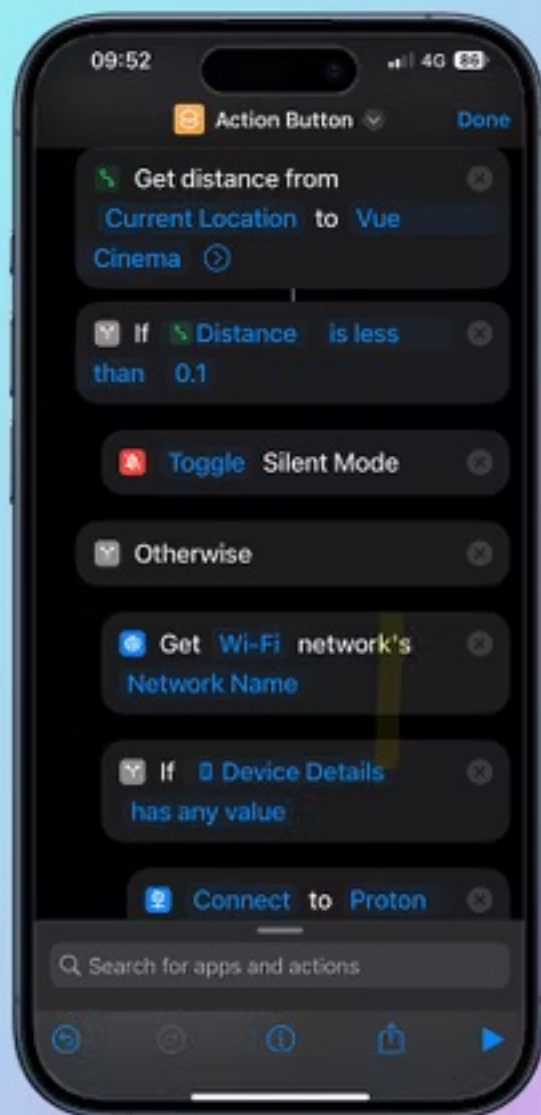 09:52
4G 86
Action Button
Done
Get distance from
Current Location to Vue
Cinema
If Distance is less
than 0.1
Toggle Silent Mode
Otherwise
Get Wi-Fi network's
Network Name
If Device Details
has any value
Connect to Proton
Search for apps and actions